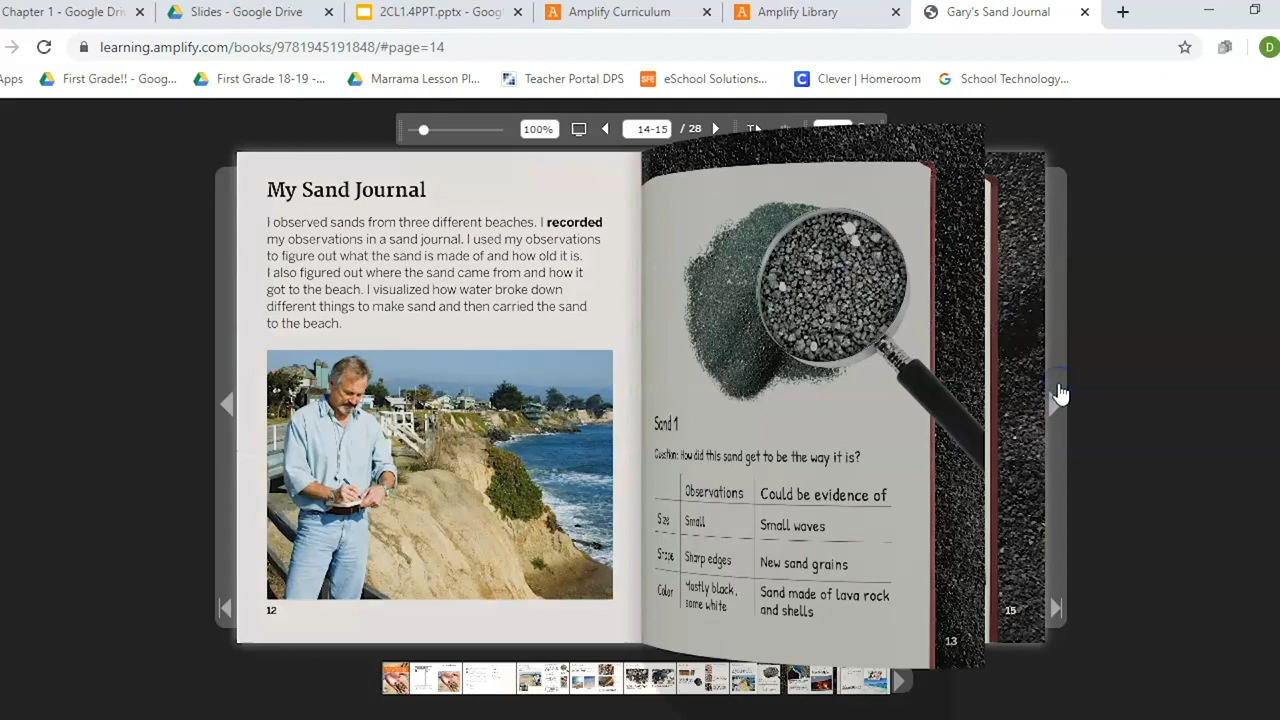 Chapter 1 - Google Dri
Slides - Google Drive
2CL1.4PPT.pptx - Goog
Amplify Curriculum
Amplify Library
Gary's Sand Journal
learning.amplify.com/books/9781945191848/#page=14
D
Apps
First Grade!! - Goog...
First Grade 18-19 -...
Marrama Lesson Pl...
Teacher Portal DPS
SFE
eSchool Solutions...
Clever | Homeroom
School Technology...
100%
14-15
/ 28
My Sand Journal
I observed sands from three different beaches. I recorded
my observations in a sand journal. I used my observations
to figure out what the sand is made of and how old it is.
I also figured out where the sand came from and how it
got to the beach. I visualized how water broke down
different things to make sand and then carried the sand
to the beach.
12
Sand 1
Question: How did this sand get to be the way it is?
Observations
Could be evidence of
Size
Small
Small waves
Shape
Sharp edges
New sand grains
Color
Mostly black,
some white
Sand made of lava rock
and shells
13
15